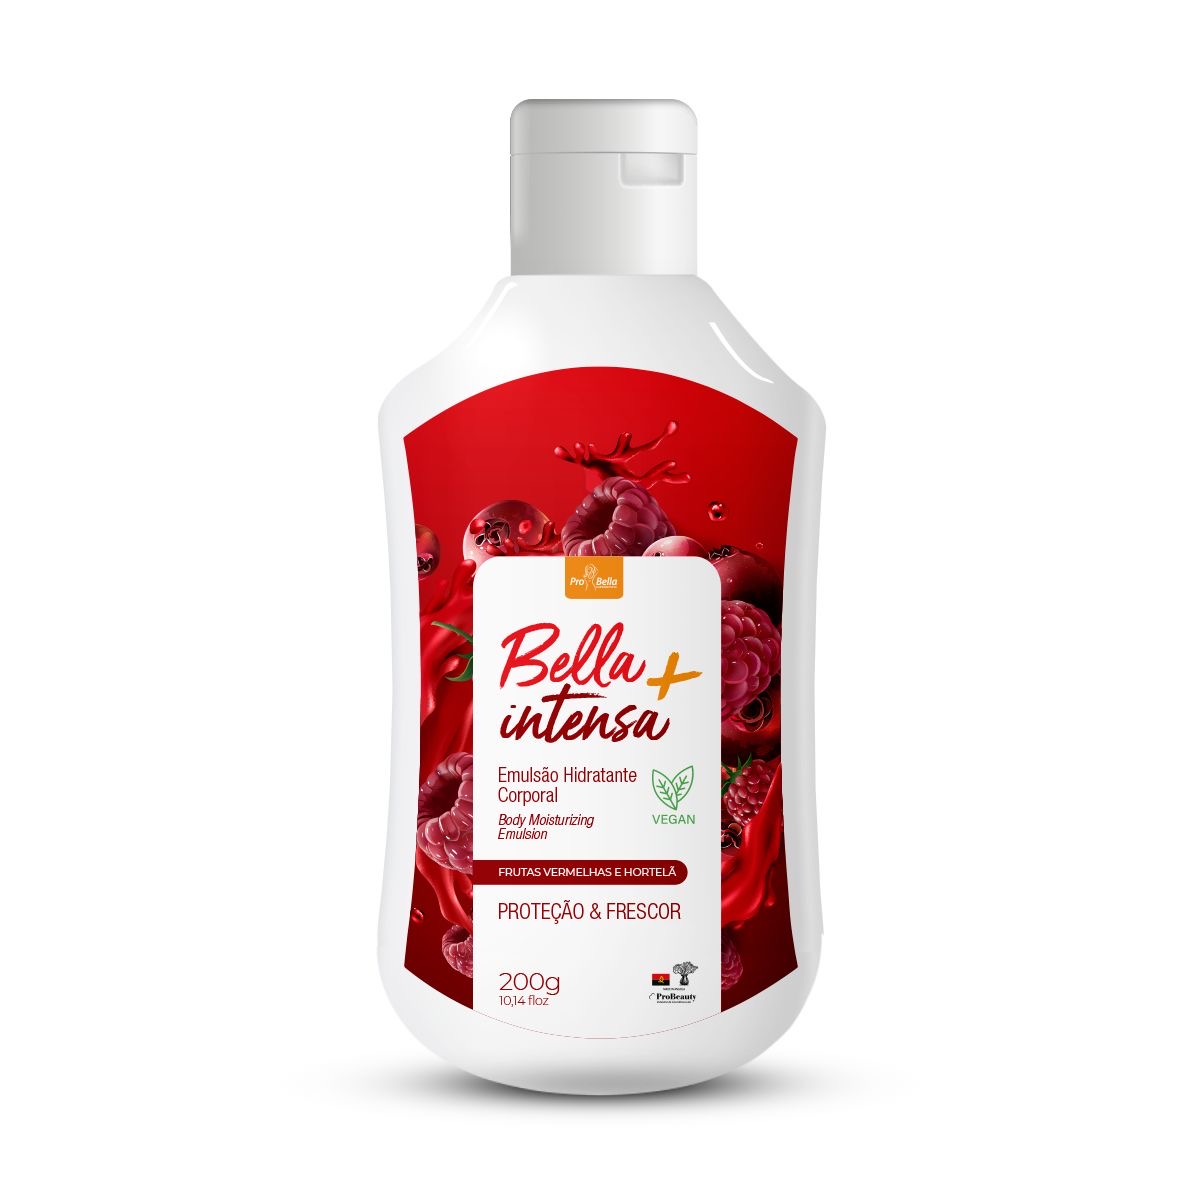 Pro Bella
Bella +
intensa
Emulsão Hidratante
Corporal
Body Moisturizing
Emulsion
VEGAN
FRUTAS VERMELHAS E HORTELÃ
PROTEÇÃO & FRESCOR
200g
10,14 floz
ProBeauty